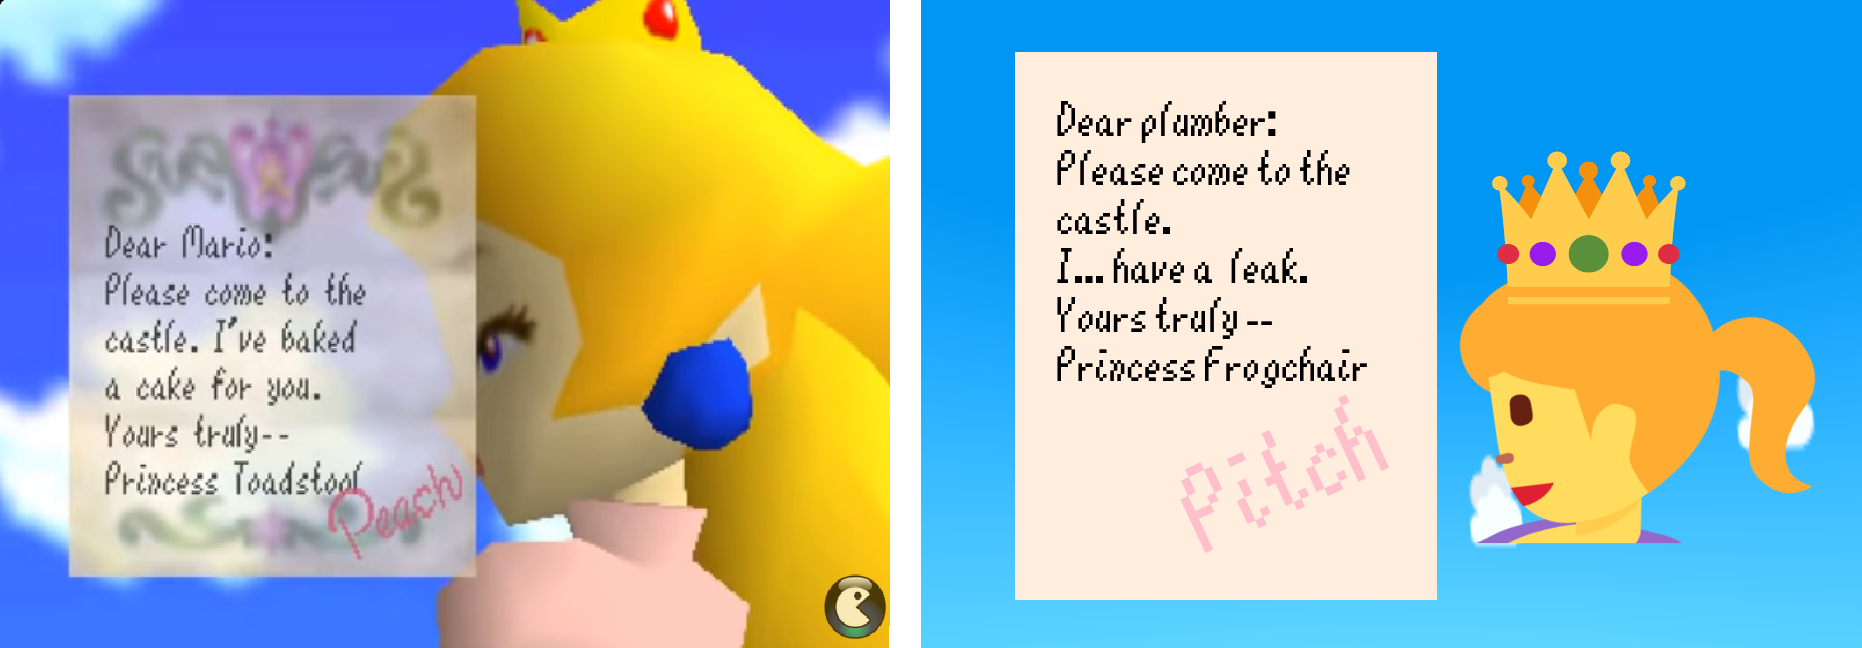 Dear Mario:
Please come to the
castle. I've baked
a cake for you.
Yours truly--
Princess Toadstool
Peach
Dear plumber:
Please come to the
castle.
I... have a leak.
Yours truly --
Princess Frogchair
Pitch